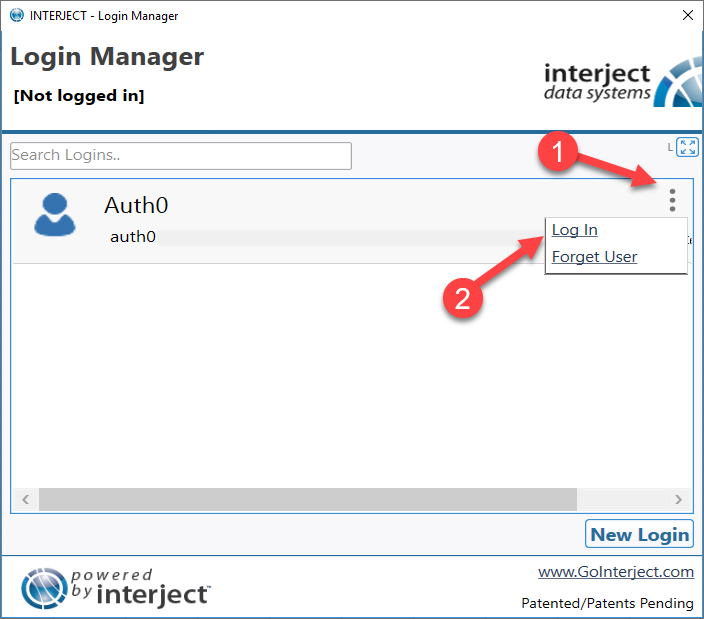 INTERJECT - Login Manager
Login Manager
[Not logged in]
interject
data systems
Search Logins..
L
1
Auth0
auth0
Log In
Forget User
2
New Login
powered
by interject™
www.GoInterject.com
Patented/Patents Pending